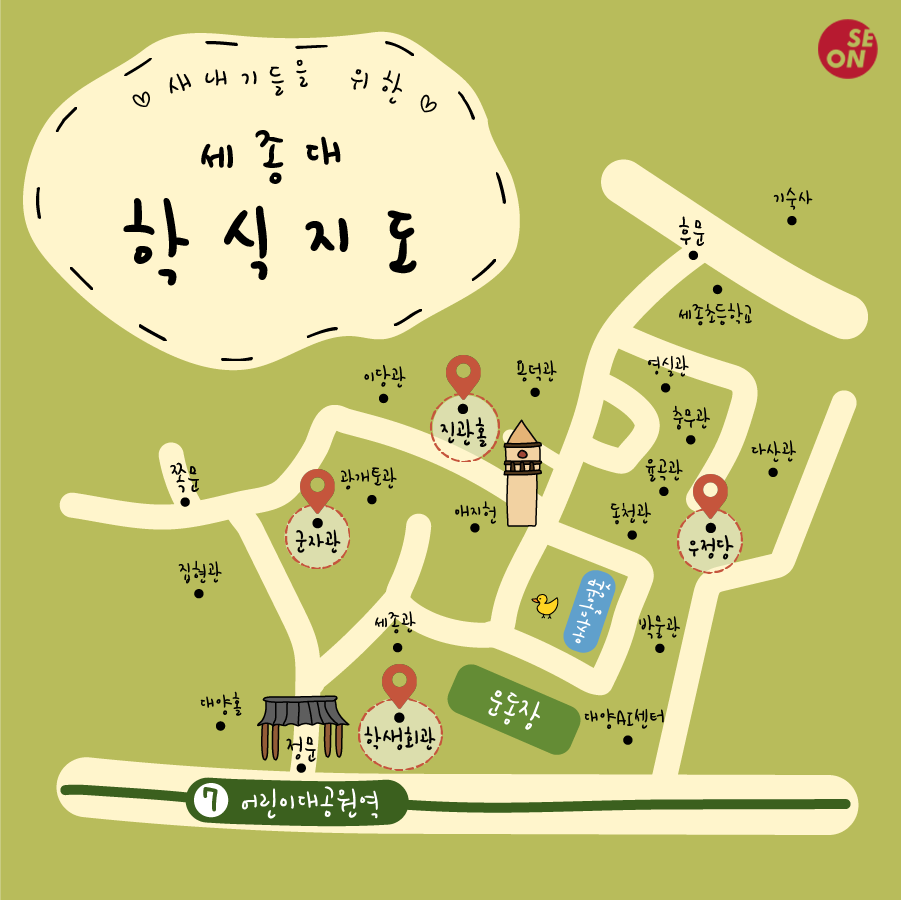 ♡ 새내기들을 위한 ♡
세종대
학식지도
SE
ON
기숙사
후문
세종초등학교
영실관
용덕관
이당관
진관홀
충무관
다산관
율곡관
쪽문
광개토관
애지헌
동천관
군자관
우정당
집현관
아사달연못
세종관
박물관
대양홀
운동장
대양AI센터
정문
학생회관
7 어린이대공원역